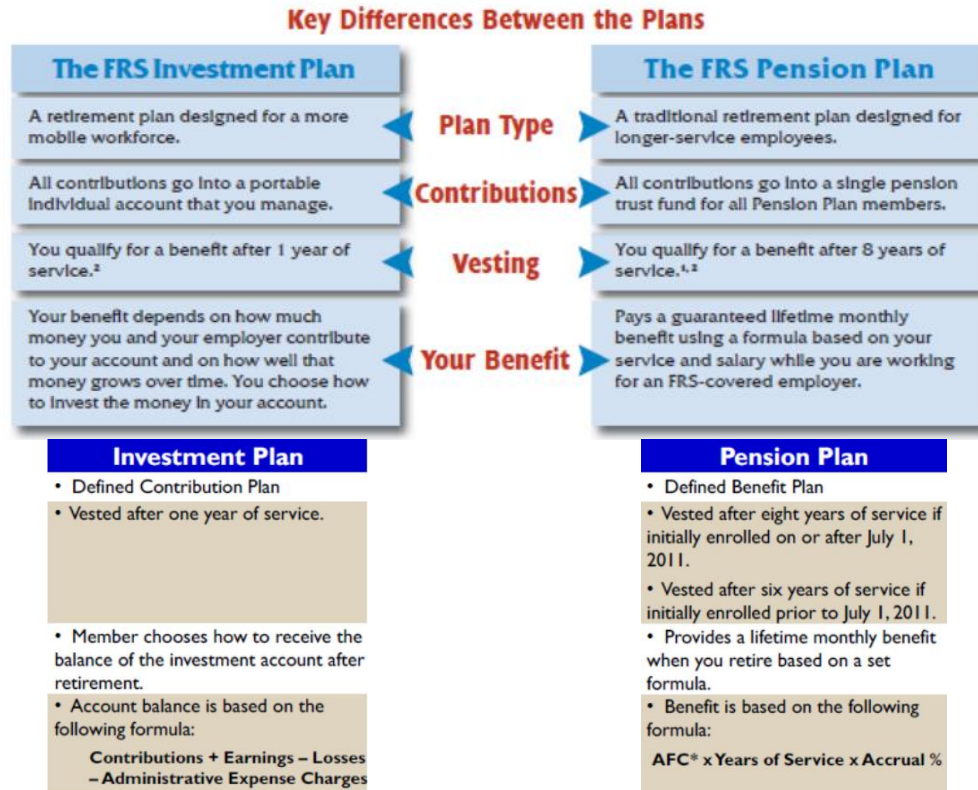 Key Differences Between the Plans
The FRS Investment Plan
A retirement plan designed for a more
mobile workforce.
All contributions go into a portable
individual account that you manage.
You qualify for a benefit after 1 year of
service.²
Your benefit depends on how much
money you and your employer contribute
to your account and on how well that
money grows over time. You choose how
to invest the money in your account.
Plan Type
Contributions
Vesting
Your Benefit
The FRS Pension Plan
A traditional retirement plan designed for
longer-service employees.
All contributions go into a single pension
trust fund for all Pension Plan members.
You qualify for a benefit after 8 years of
service.¹,²
Pays a guaranteed lifetime monthly
benefit using a formula based on your
service and salary while you are working
for an FRS-covered employer.
Investment Plan
• Defined Contribution Plan
• Vested after one year of service.
• Member chooses how to receive the
balance of the investment account after
retirement.
• Account balance is based on the
following formula:
Contributions + Earnings – Losses
– Administrative Expense Charges
Pension Plan
• Defined Benefit Plan
• Vested after eight years of service if
initially enrolled on or after July 1,
2011.
• Vested after six years of service if
initially enrolled prior to July 1, 2011.
• Provides a lifetime monthly benefit
when you retire based on a set
formula.
• Benefit is based on the following
formula:
AFC* x Years of Service x Accrual %